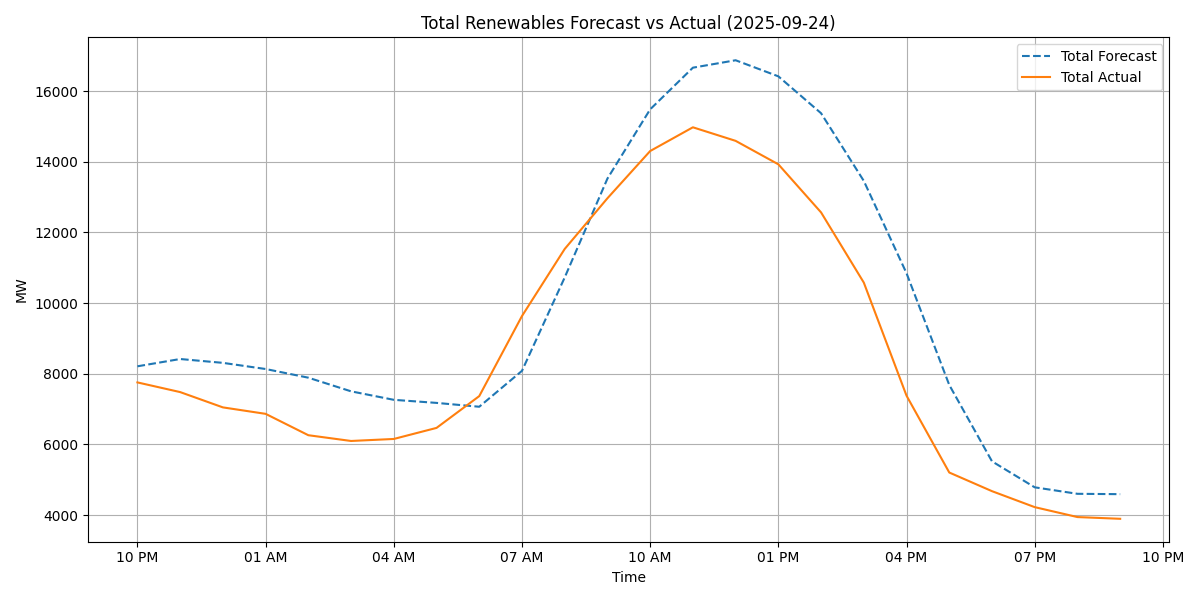 Total Renewables Forecast vs Actual (2025-09-24)
Total Forecast
Total Actual
MW
16000
14000
12000
10000
8000
6000
4000
10 PM 01 AM 04 AM 07 AM 10 AM 01 PM 04 PM 07 PM 10 PM
Time